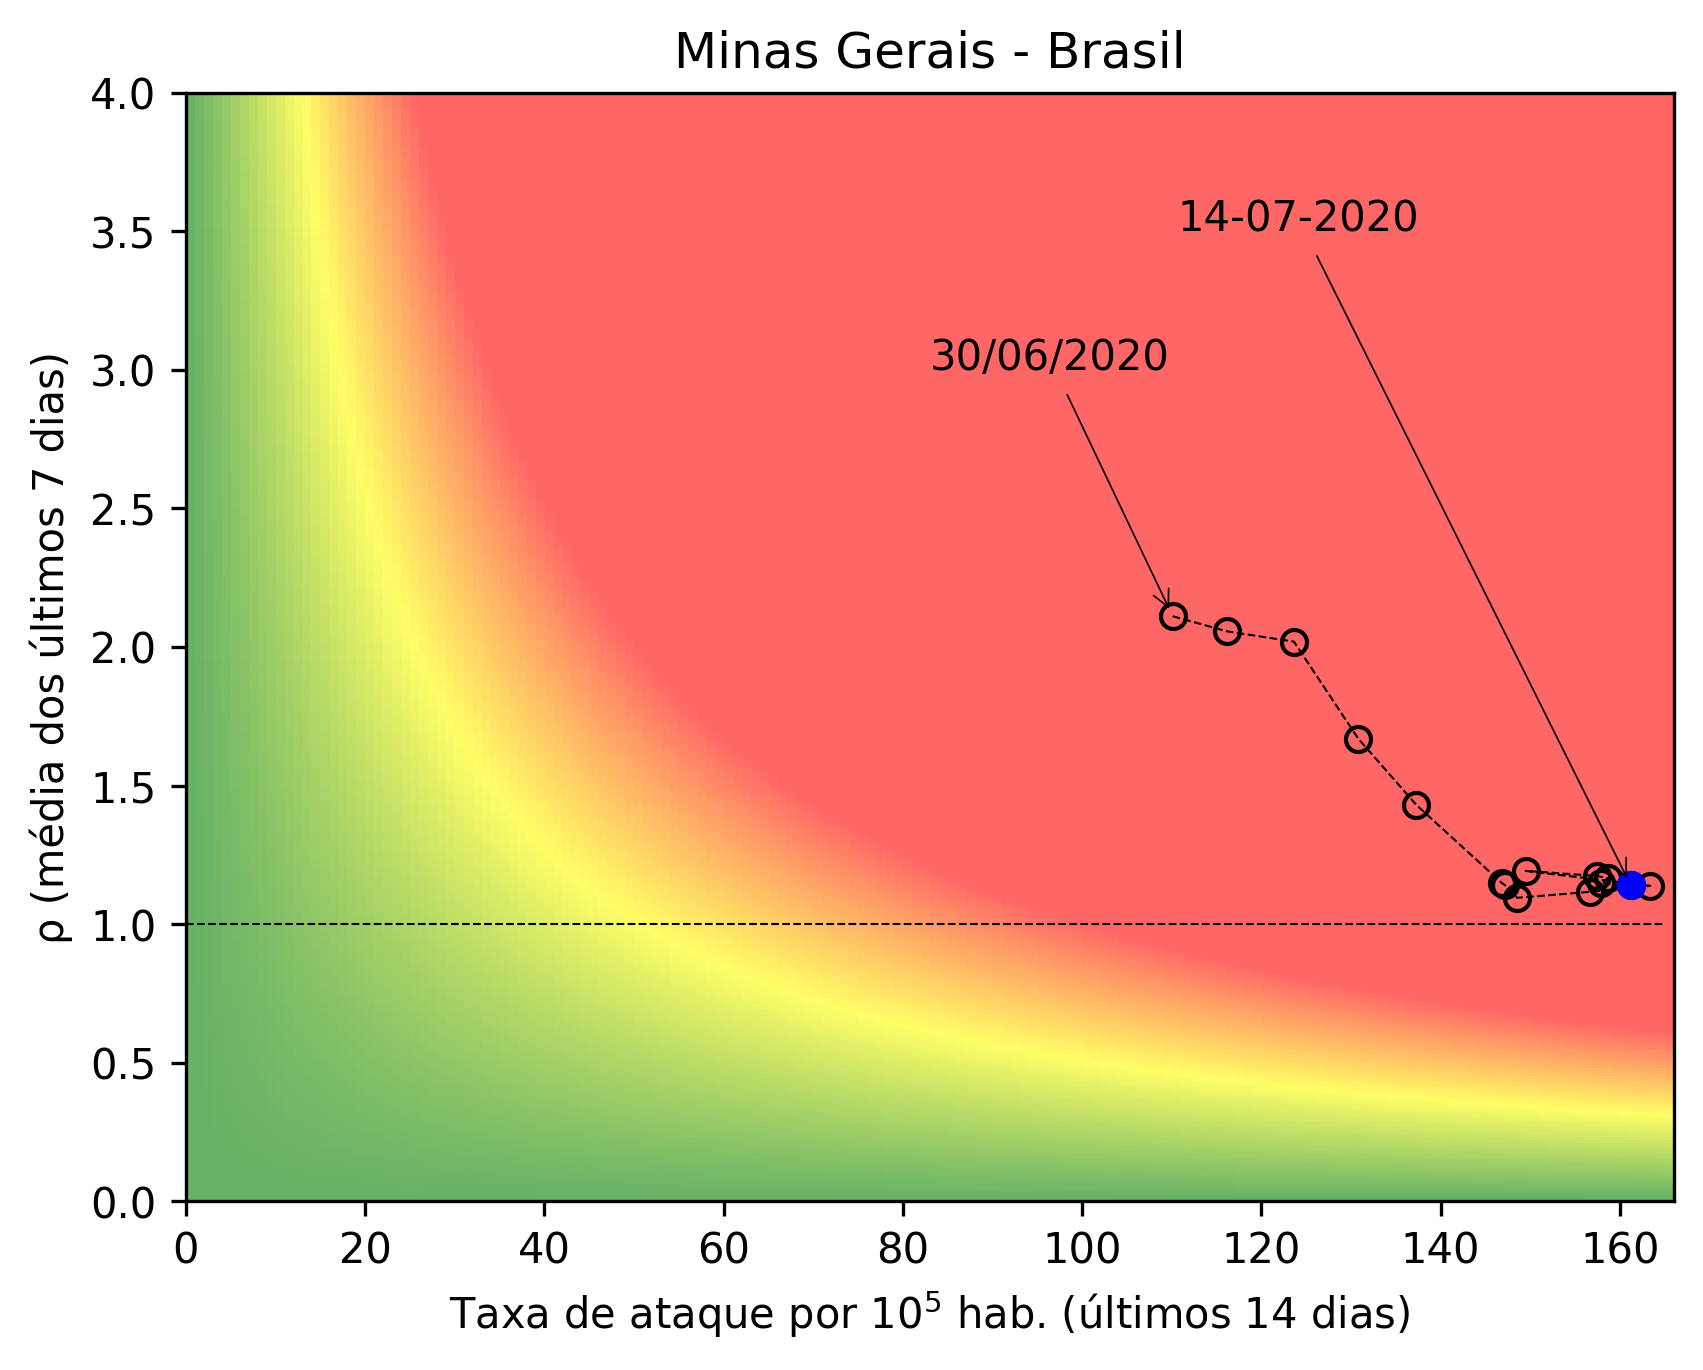 Minas Gerais - Brasil
4.0
3.5
3.0
2.5
2.0
1.5
1.0
0.5
0.0
ρ (média dos últimos 7 dias)
14-07-2020
30/06/2020
0 20 40 60 80 100 120 140 160
Taxa de ataque por 10⁵ hab. (últimos 14 dias)